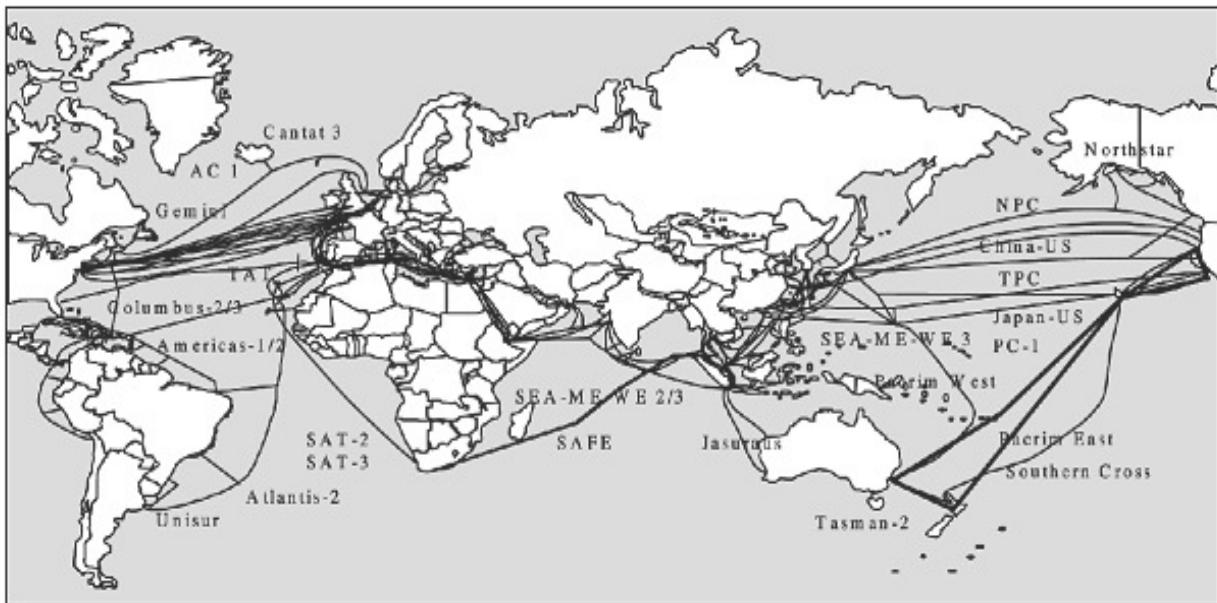 Cantat 3
AC 1
Gemini
TAT
Columbus-2/3
Americas-1/2
SAT-2
SAT-3
Atlantis-2
Unisur
SEA-ME-WE 2/3
SAFE
Northstar
NPC
China-US
TPC
Japan-US
SEA-ME-WE 3
PC-1
Pacrim West
Jasuraus
Pacrim East
Southern Cross
Tasman-2